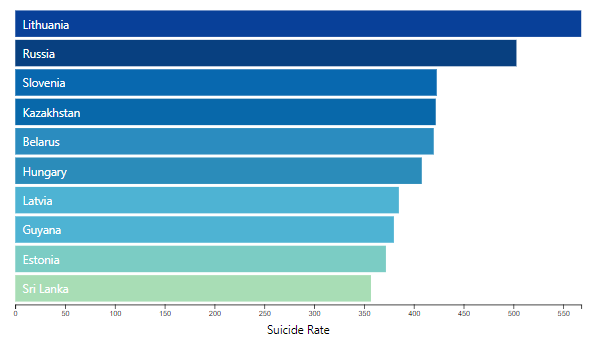 Lithuania
Russia
Slovenia
Kazakhstan
Belarus
Hungary
Latvia
Guyana
Estonia
Sri Lanka
0 50 100 150 200 250 300 350 400 450 500 550
Suicide Rate